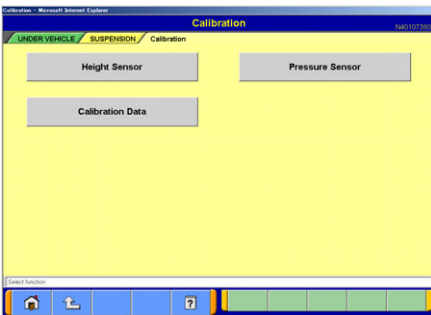 Calibration - Microsoft Internet Explorer
Calibration
N40107380
UNDER VEHICLE SUSPENSION Calibration
Height Sensor
Pressure Sensor
Calibration Data
Select function
?